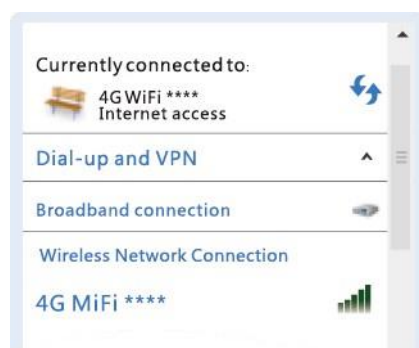 Currently connected to:
4G WiFi ****
Internet access
Dial-up and VPN
Broadband connection
Wireless Network Connection
4G MiFi ****